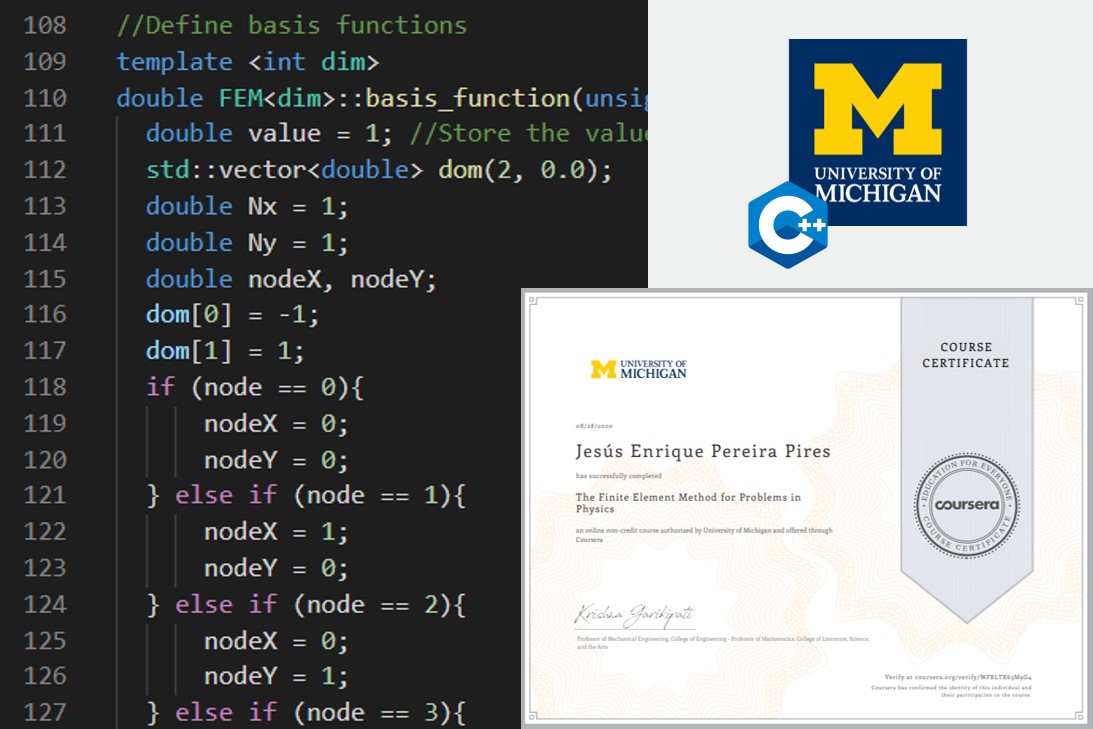 108 //Define basis functions
109 template <int dim>
110 double FEM<dim>::basis_function(unsig
111 double value = 1; //Store the value
112 std::vector<double> dom(2, 0.0);
113 double Nx = 1;
114 double Ny = 1;
115 double nodeX, nodeY;
116 dom[0] = -1;
117 dom[1] = 1;
118 if (node == 0){
119 nodeX = 0;
120 nodeY = 0;
121 } else if (node == 1){
122 nodeX = 1;
123 nodeY = 0;
124 } else if (node == 2){
125 nodeX = 0;
126 nodeY = 1;
127 } else if (node == 3){
M
UNIVERSITY OF
MICHIGAN
C++
M UNIVERSITY OF
MICHIGAN
08/28/2020
Jesús Enrique Pereira Pires
has successfully completed
The Finite Element Method for Problems in
Physics
an online non-credit course authorized by University of Michigan and offered through
Coursera
Krishna Garikipati
Professor of Mechanical Engineering, College of Engineering - Professor of Mathematics, College of Literature, Science,
and the Arts
COURSE
CERTIFICATE
EDUCATION FOR EVERYONE
coursera
COURSE CERTIFICATE
Verify at coursera.org/verify/
Coursera has confirmed the identity of this individual and
their participation in the course.